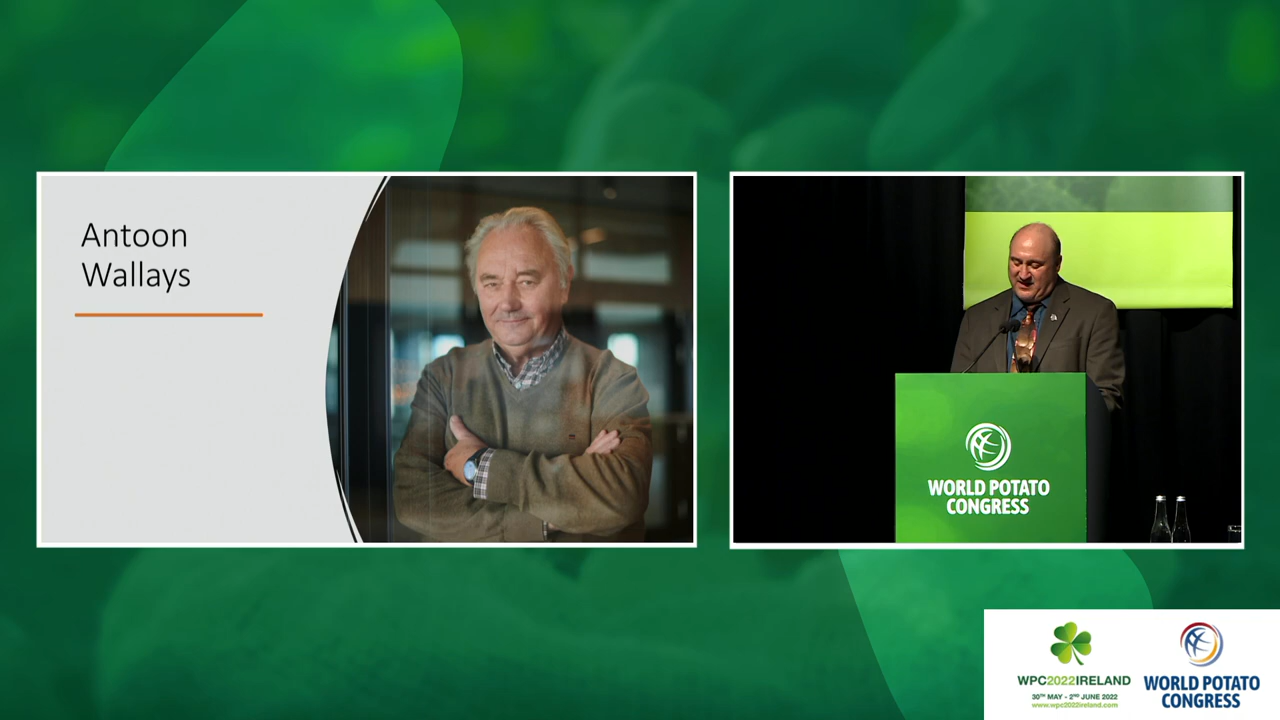 Antoon
Wallays
WORLD POTATO
CONGRESS
WPC2022IRELAND
30TH MAY - 2ND JUNE 2022
www.wpc2022ireland.com
WORLD POTATO
CONGRESS